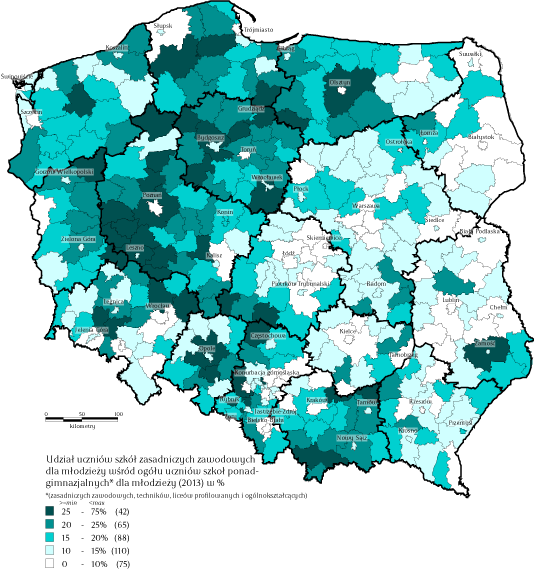 Słupsk
Trójmiasto
Koszalin
Elbląg
Suwałki
Świnoujście
Olsztyn
Szczecin
Grudziądz
Łomża
Bydgoszcz
Ostrołęka
Białystok
Toruń
Gorzów Wielkopolski
Włocławek
Poznań
Płock
Warszawa
Konin
Siedlce
Biała Podlaska
Zielona Góra
Skierniewice
Leszno
Łódź
Kalisz
Piotrków Trybunalski
Radom
Legnica
Wrocław
Lublin
Chełm
Jelenia Góra
Częstochowa
Kielce
Zamość
Opole
Tarnobrzeg
Konurbacja górnośląska
Rybnik
Kraków
Tarnów
Rzeszów
Jastrzębie-Zdrój
Bielsko Biała
Przemyśl
Krosno
Nowy Sącz
0 50 100
kilometry
Udział uczniów szkół zasadniczych zawodowych
dla młodzieży wśród ogółu uczniów szkół ponad-
gimnazjalnych* dla młodzieży (2013) w %
*(zasadniczych zawodowych, techników, liceów profilowanych i ogólnokształcących)
>=min <max
25 - 75% (42)
20 - 25% (65)
15 - 20% (88)
10 - 15% (110)
0 - 10% (75)